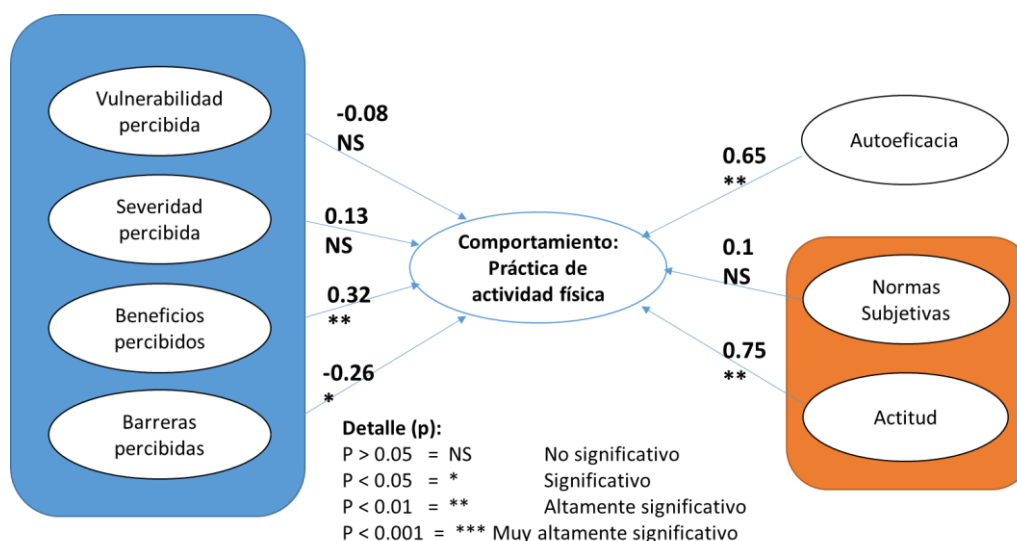 Vulnerabilidad
percibida
Severidad
percibida
Beneficios
percibidos
Barreras
percibidas
-0.08
NS
0.13
NS
0.32
**
-0.26
*
Comportamiento:
Práctica de
actividad física
0.65
**
0.1
NS
0.75
**
Autoeficacia
Normas
Subjetivas
Actitud
Detalle (p):
P > 0.05 = NS No significativo
P < 0.05 = * Significativo
P < 0.01 = ** Altamente significativo
P < 0.001 = *** Muy altamente significativo